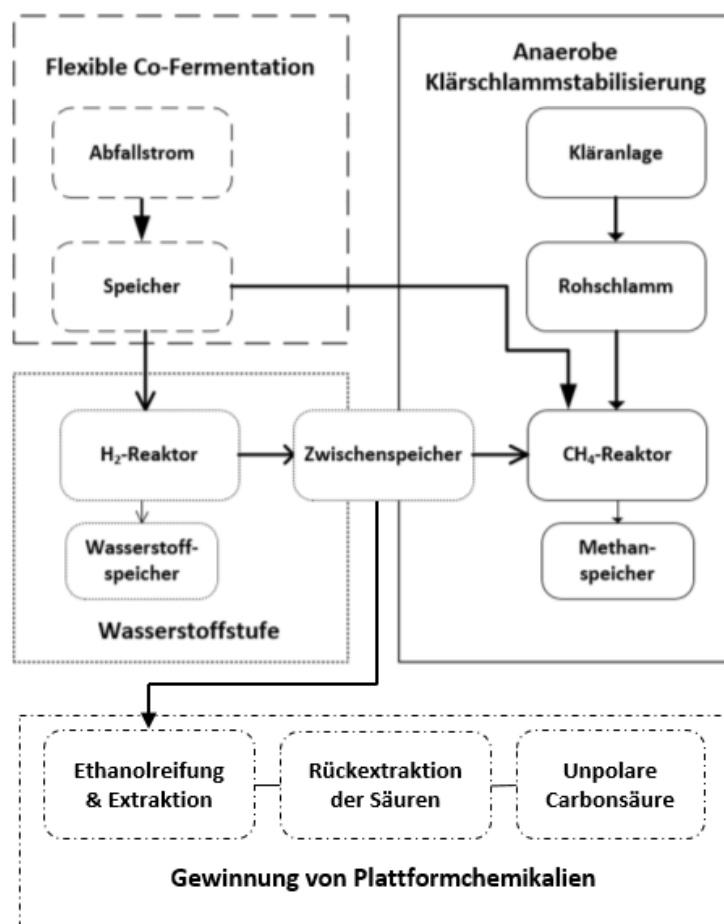 Flexible Co-Fermentation
Abfallstrom
Speicher
Anaerobe
Klärschlammstabilisierung
Kläranlage
Rohschlamm
H₂-Reaktor
Zwischenspeicher
CH₄-Reaktor
Wasserstoff-
speicher
Methan-
speicher
Wasserstoffstufe
Ethanolreifung
& Extraktion
Rückextraktion
der Säuren
Unpolare
Carbonsäure
Gewinnung von Plattformchemikalien